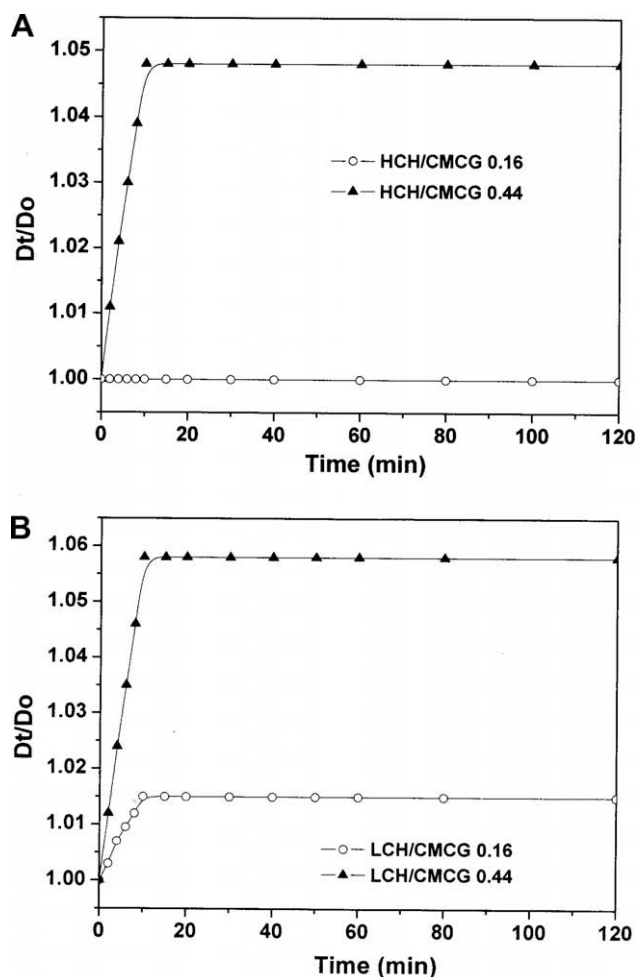 A
1.05
1.04
1.03
1.02
1.01
1.00
Dt/Do
HCH/CMCG 0.16
HCH/CMCG 0.44
0 20 40 60 80 100 120
Time (min)
B
1.06
1.05
1.04
1.03
1.02
1.01
1.00
Dt/Do
LCH/CMCG 0.16
LCH/CMCG 0.44
0 20 40 60 80 100 120
Time (min)